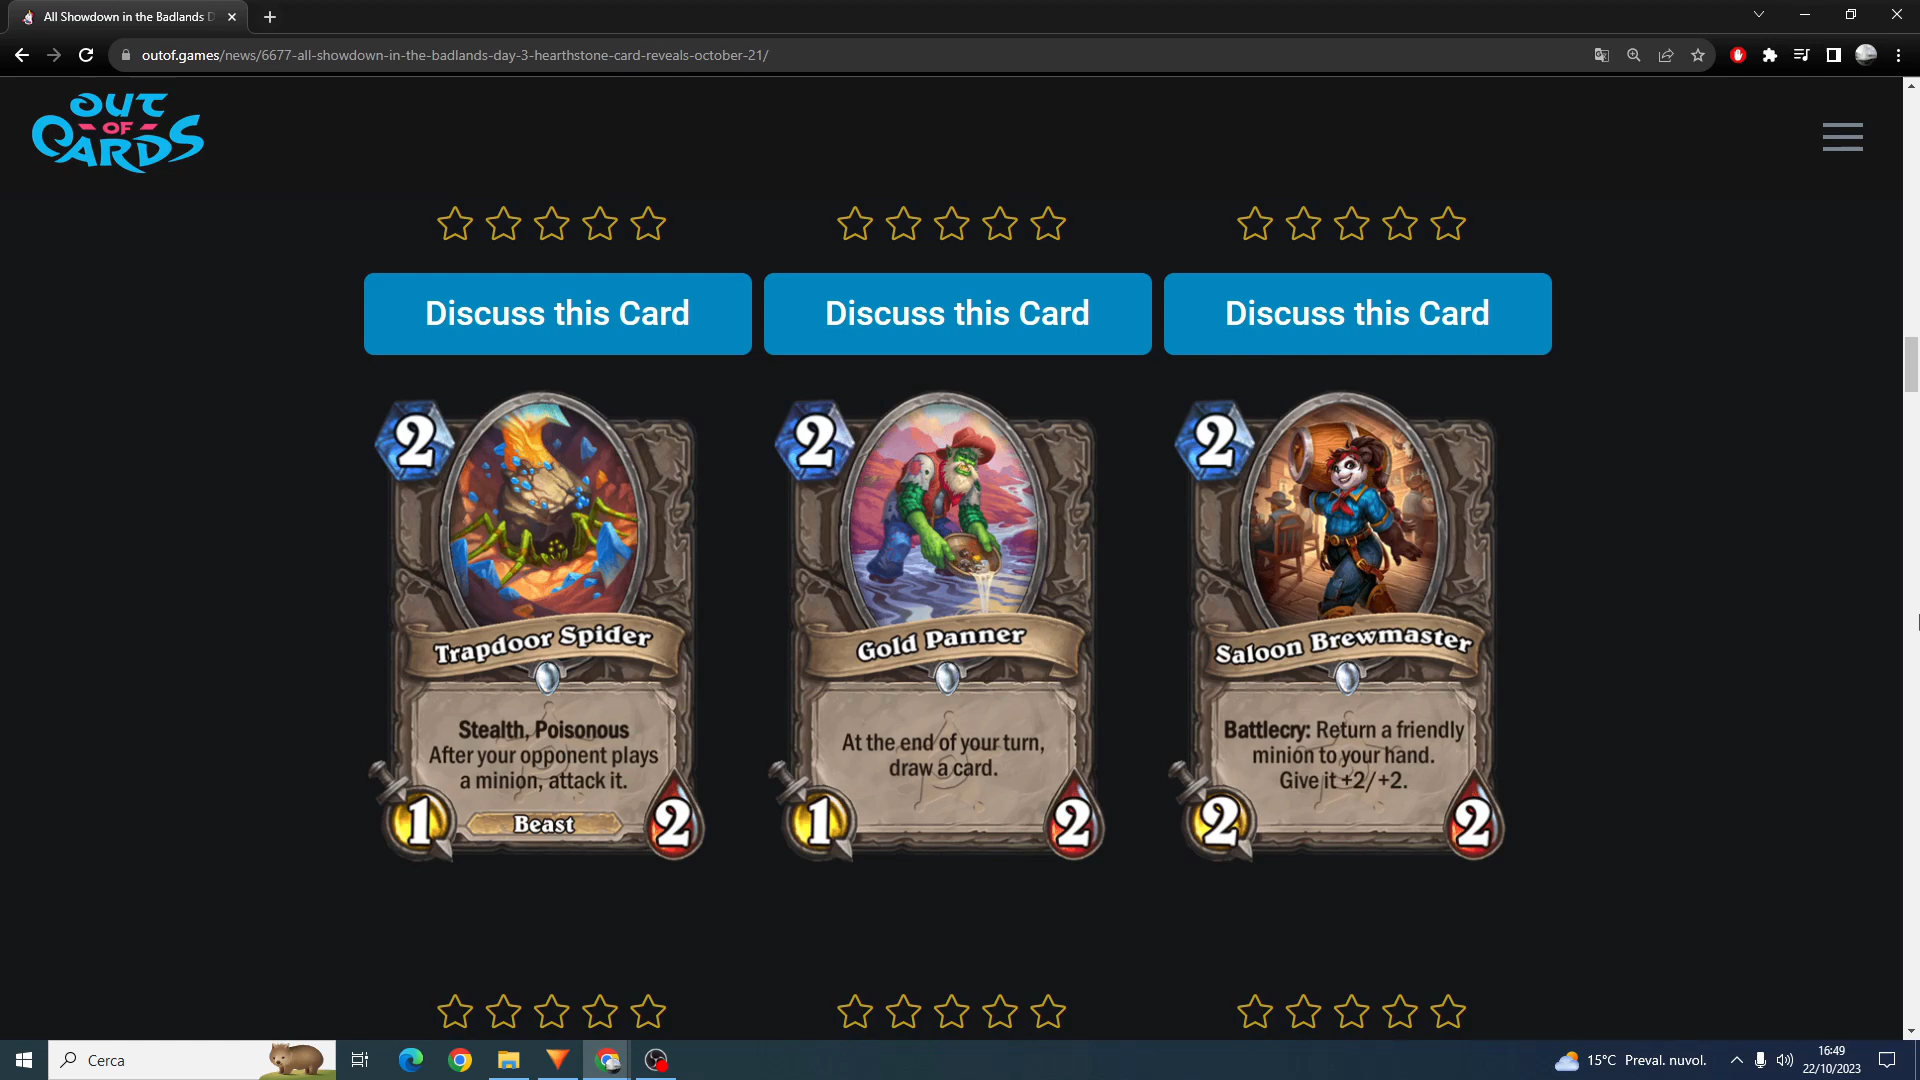 All Showdown in the Badlands D
outof.games/news/6677-all-showdown-in-the-badlands-day-3-hearthstone-card-reveals-october-21/
OUT
OF
CARDS
Discuss this Card
Discuss this Card
Discuss this Card
2
Trapdoor Spider
Stealth, Poisonous
After your opponent plays
a minion, attack it.
1
Beast
2
2
Gold Panner
At the end of your turn,
draw a card.
1
2
2
Saloon Brewmaster
Battlecry: Return a friendly
minion to your hand.
Give it +2/+2.
2
2
Cerca
15°C Preval. nuvol.
16:49
22/10/2023